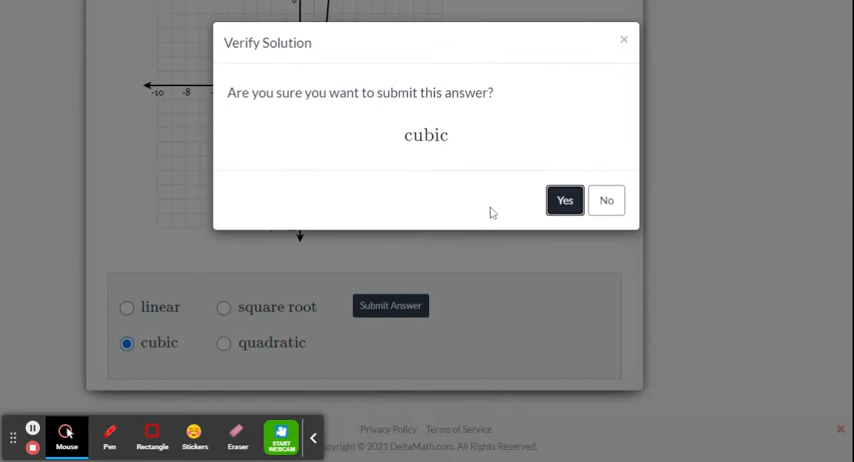 Verify Solution
×
Are you sure you want to submit this answer?
cubic
Yes No
-10 -8
linear square root Submit Answer
cubic quadratic
Privacy Policy Terms of Service
pyright © 2021 DeltaMath.com. All Rights Reserved.
Mouse Pen Rectangle Stickers Eraser START WEBCAM